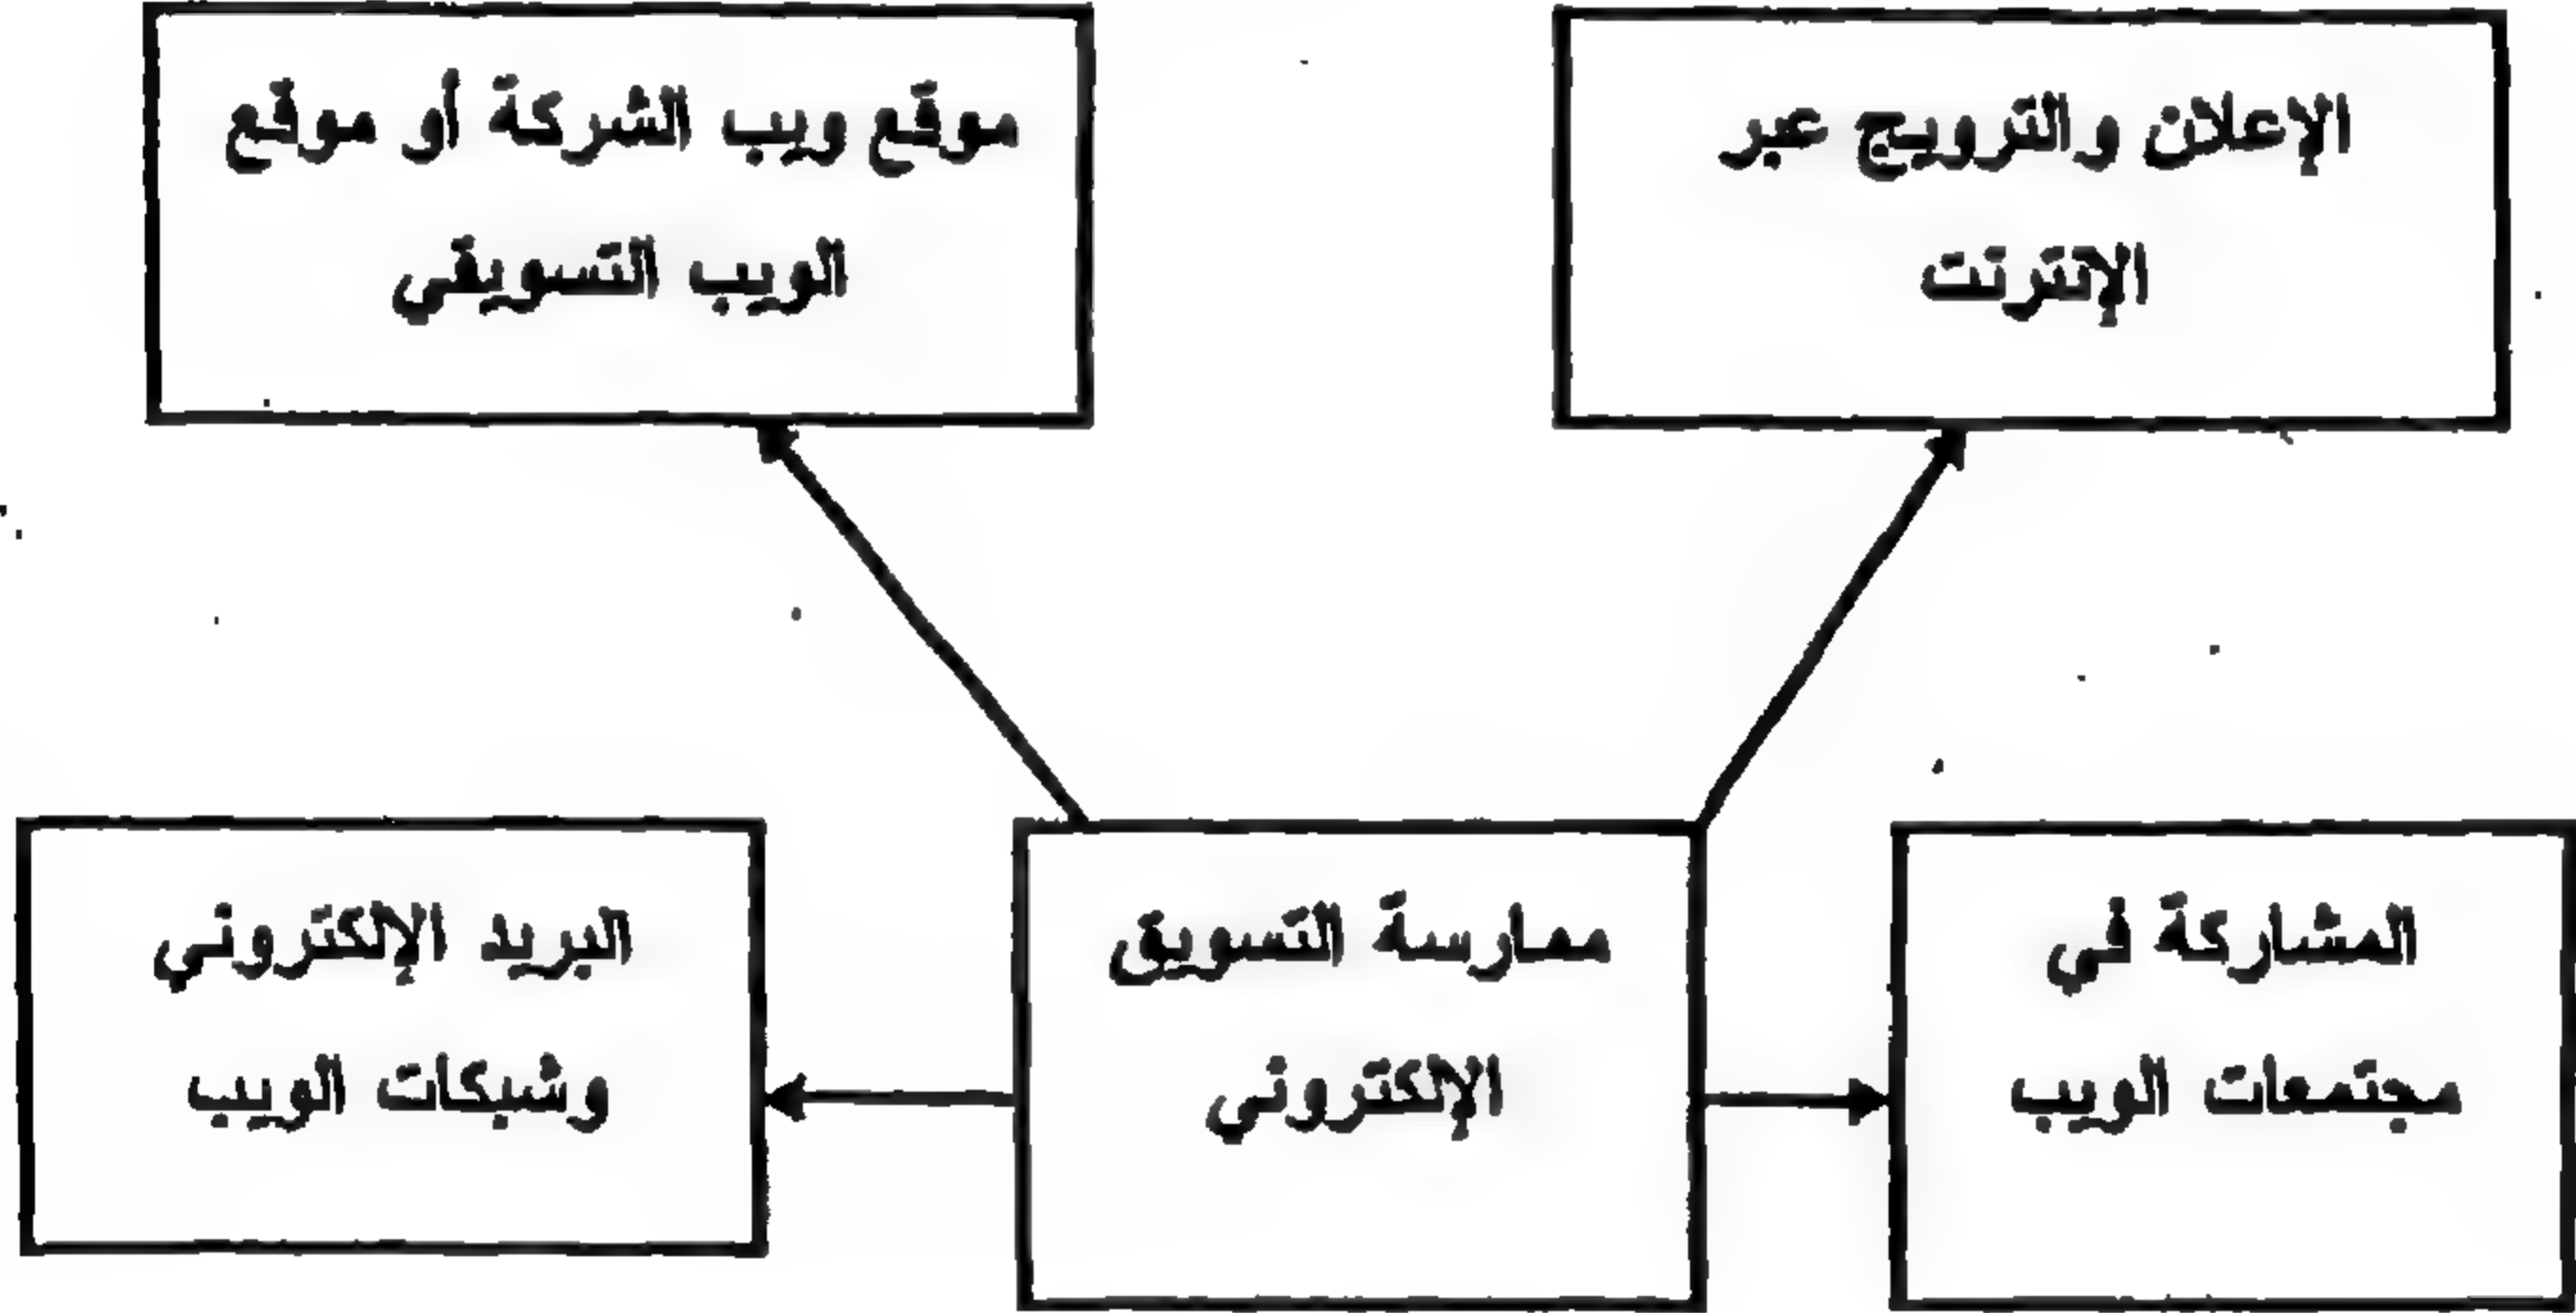 الإعلان والترويج عبر
الإنترنت
موقع ويب الشركة أو موقع
الويب التسويقي
المشاركة في
مجتمعات الويب
ممارسة التسويق
الإلكتروني
البريد الإلكتروني
وشبكات الويب